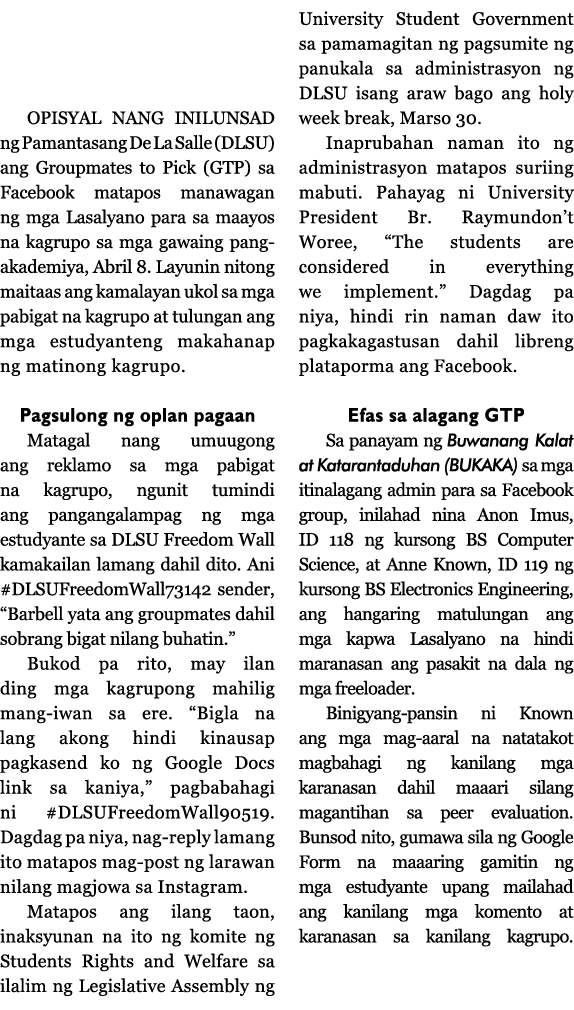 OPISYAL NANG INILUNSAD
ng Pamantasang De La Salle (DLSU)
ang Groupmates to Pick (GTP) sa
Facebook matapos manawagan
ng mga Lasalyano para sa maayos
na kagrupo sa mga gawaing pang-
akademiya, Abril 8. Layunin nitong
maitaas ang kamalayan ukol sa mga
pabigat na kagrupo at tulungan ang
mga estudyanteng makahanap
ng matinong kagrupo.
Pagsulong ng oplan pagaan
Matagal nang umuugong
ang reklamo sa mga pabigat
na kagrupo, ngunit tumindi
ang pangangalampag ng mga
estudyante sa DLSU Freedom Wall
kamakailan lamang dahil dito. Ani
#DLSUFreedomWall73142 sender,
“Barbell yata ang groupmates dahil
sobrang bigat nilang buhatin.”
Bukod pa rito, may ilan
ding mga kagrupong mahilig
mang-iwan sa ere. “Bigla na
lang akong hindi kinausap
pagkasend ko ng Google Docs
link sa kaniya,” pagbabahagi
ni #DLSUFreedomWall90519.
Dagdag pa niya, nag-reply lamang
ito matapos mag-post ng larawan
nilang magjowa sa Instagram.
Matapos ang ilang taon,
inaksyunan na ito ng komite ng
Students Rights and Welfare sa
ilalim ng Legislative Assembly ng
University Student Government
sa pamamagitan ng pagsumite ng
panukala sa administrasyon ng
DLSU isang araw bago ang holy
week break, Marso 30.
Inaprubahan naman ito ng
administrasyon matapos suriing
mabuti. Pahayag ni University
President Br. Raymundon’t
Woree, “The students are
considered in everything
we implement.” Dagdag pa
niya, hindi rin naman daw ito
pagkakagastusan dahil libreng
plataporma ang Facebook.
Efas sa alagang GTP
Sa panayam ng Buwanang Kalat
at Katarantaduhan (BUKAKA) sa mga
itinalagang admin para sa Facebook
group, inilahad nina Anon Imus,
ID 118 ng kursong BS Computer
Science, at Anne Known, ID 119 ng
kursong BS Electronics Engineering,
ang hangaring matulungan ang
mga kapwa Lasalyano na hindi
maranasan ang pasakit na dala ng
mga freeloader.
Binigyang-pansin ni Known
ang mga mag-aaral na natatakot
magbahagi ng kanilang mga
karanasan dahil maaari silang
magantihan sa peer evaluation.
Bunsod nito, gumawa sila ng Google
Form na maaaring gamitin ng
mga estudyante upang mailahad
ang kanilang mga komento at
karanasan sa kanilang kagrupo.